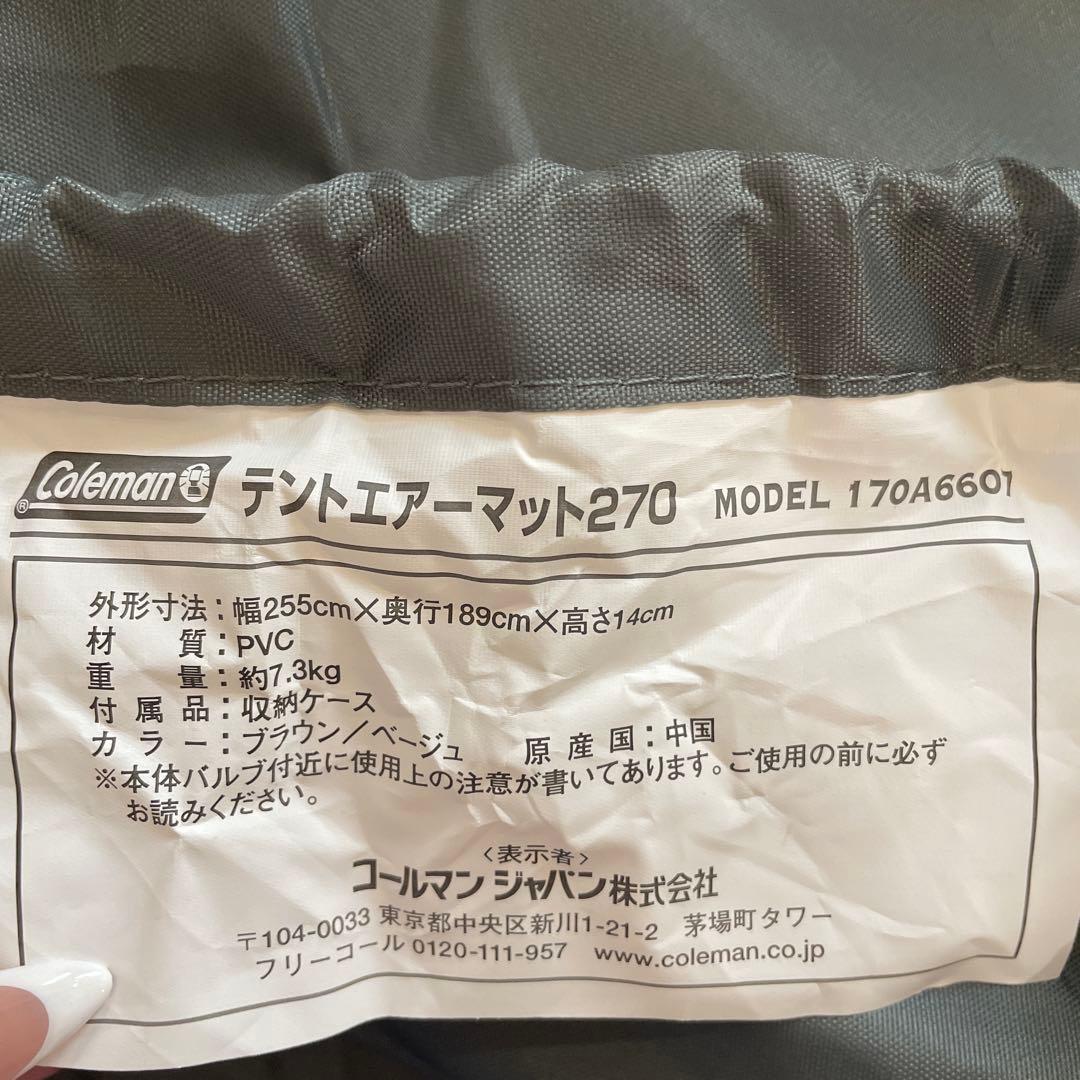 Coleman® テントエアーマット270 MODEL 170A6607
外形寸法：幅255cm×奥行189cm×高さ14cm
材質：PVC
重量：約7.3kg
付属品：収納ケース
カラー：ブラウン／ベージュ 原産国：中国
※本体バルブ付近に使用上の注意が書いてあります。ご使用の前に必ず
お読みください。
〈表示者〉
コールマン ジャパン株式会社
〒104-0033 東京都中央区新川1-21-2 茅場町タワー
フリーコール 0120-111-957 www.coleman.co.jp